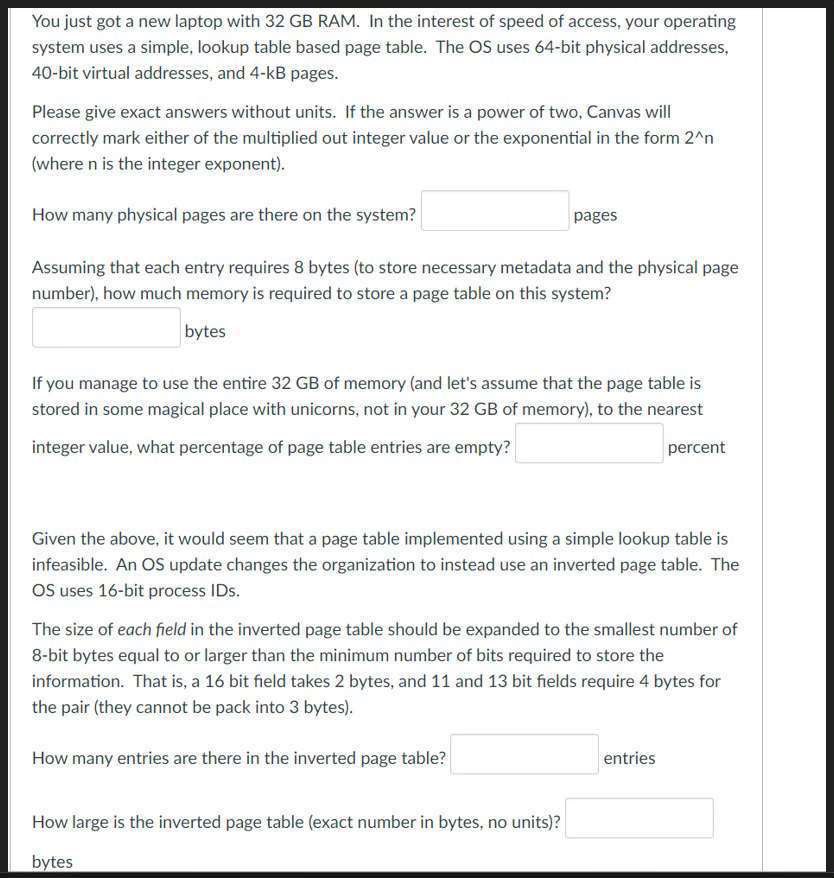 You just got a new laptop with 32 GB RAM.  In the interest of speed of access, your operating
system uses a simple, lookup table based page table.  The OS uses 64-bit physical addresses,
40-bit virtual addresses, and 4-kB pages.
Please give exact answers without units.  If the answer is a power of two, Canvas will
correctly mark either of the multiplied out integer value or the exponential in the form 2^n
(where n is the integer exponent).
How many physical pages are there on the system? pages
Assuming that each entry requires 8 bytes (to store necessary metadata and the physical page
number), how much memory is required to store a page table on this system?
bytes
If you manage to use the entire 32 GB of memory (and let's assume that the page table is
stored in some magical place with unicorns, not in your 32 GB of memory), to the nearest
integer value, what percentage of page table entries are empty? percent
Given the above, it would seem that a page table implemented using a simple lookup table is
infeasible.  An OS update changes the organization to instead use an inverted page table.  The
OS uses 16-bit process IDs.
The size of each field in the inverted page table should be expanded to the smallest number of
8-bit bytes equal to or larger than the minimum number of bits required to store the
information.  That is, a 16 bit field takes 2 bytes, and 11 and 13 bit fields require 4 bytes for
the pair (they cannot be pack into 3 bytes).
How many entries are there in the inverted page table? entries
How large is the inverted page table (exact number in bytes, no units)?
bytes